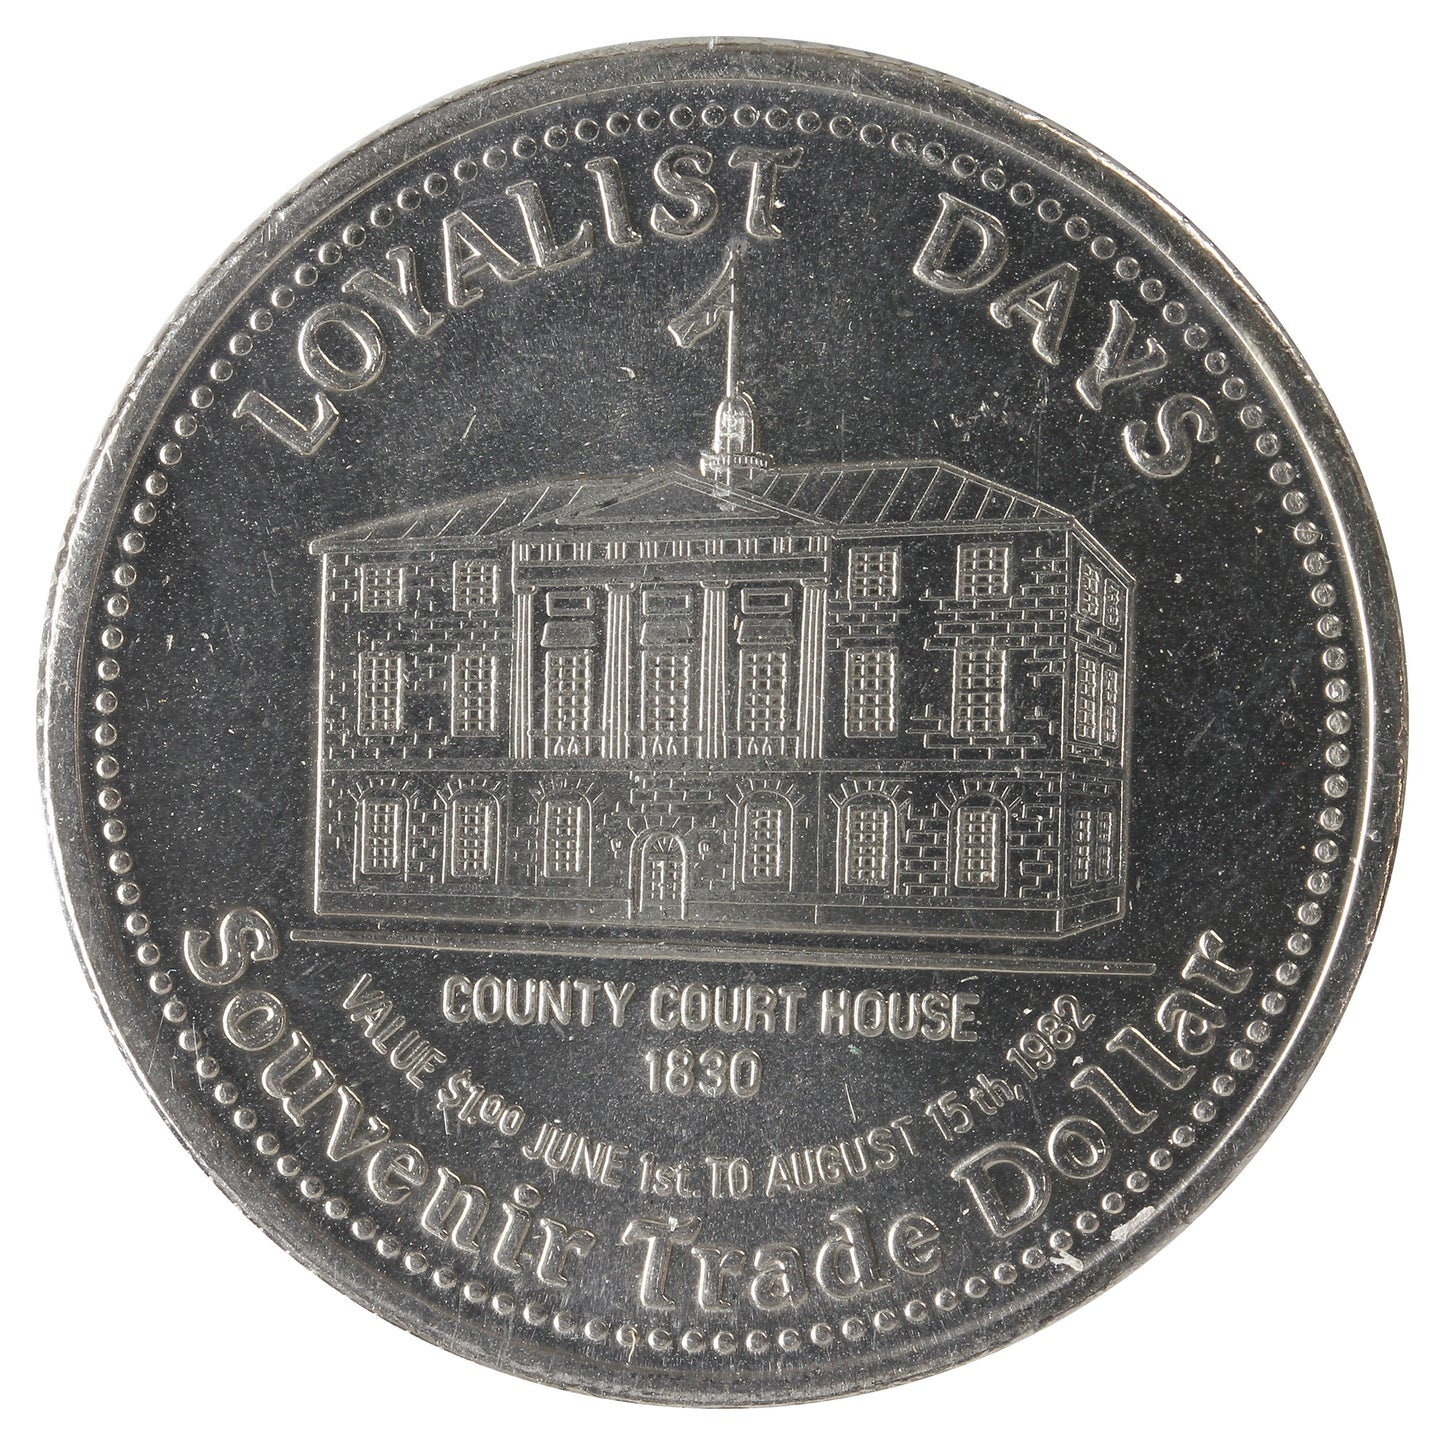 LOYALIST DAYS
COUNTY COURT HOUSE
1830
VALUE $1.00 JUNE 1st. TO AUGUST 15th, 1982
Souvenir Trade Dollar